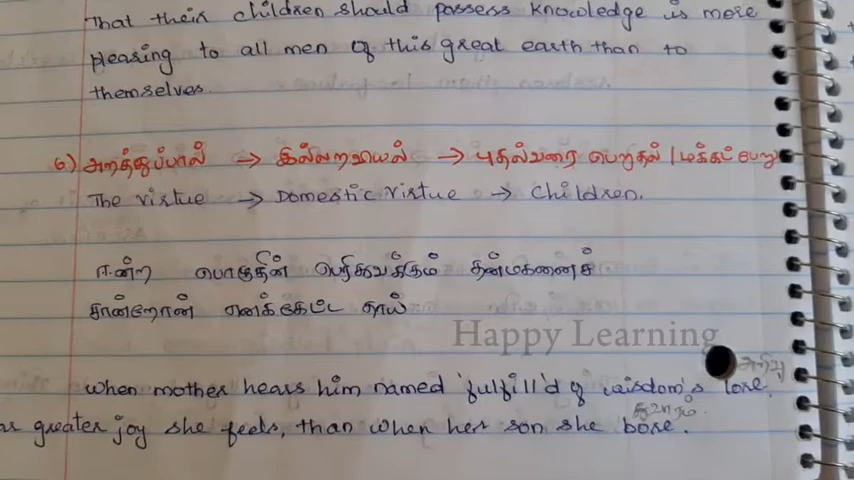 That their children should possess knowledge is more
pleasing to all men of this great earth than to
themselves.
6) அறத்துப்பால் → இல்லறவியல் → புதல்வரை பெறுதல் / மக்கட் பேறு
The virtue → Domestic virtue → Children.
ஈன்ற பொழுதின் பெரிதுவக்கும் தன்மகனைச்
சான்றோன் எனக்கேட்ட தாய்
Happy Learning
அறிவு
when mother hears him named 'fulfill'd of wisdom's lore,
greater joy she feels, than when her son she bore.